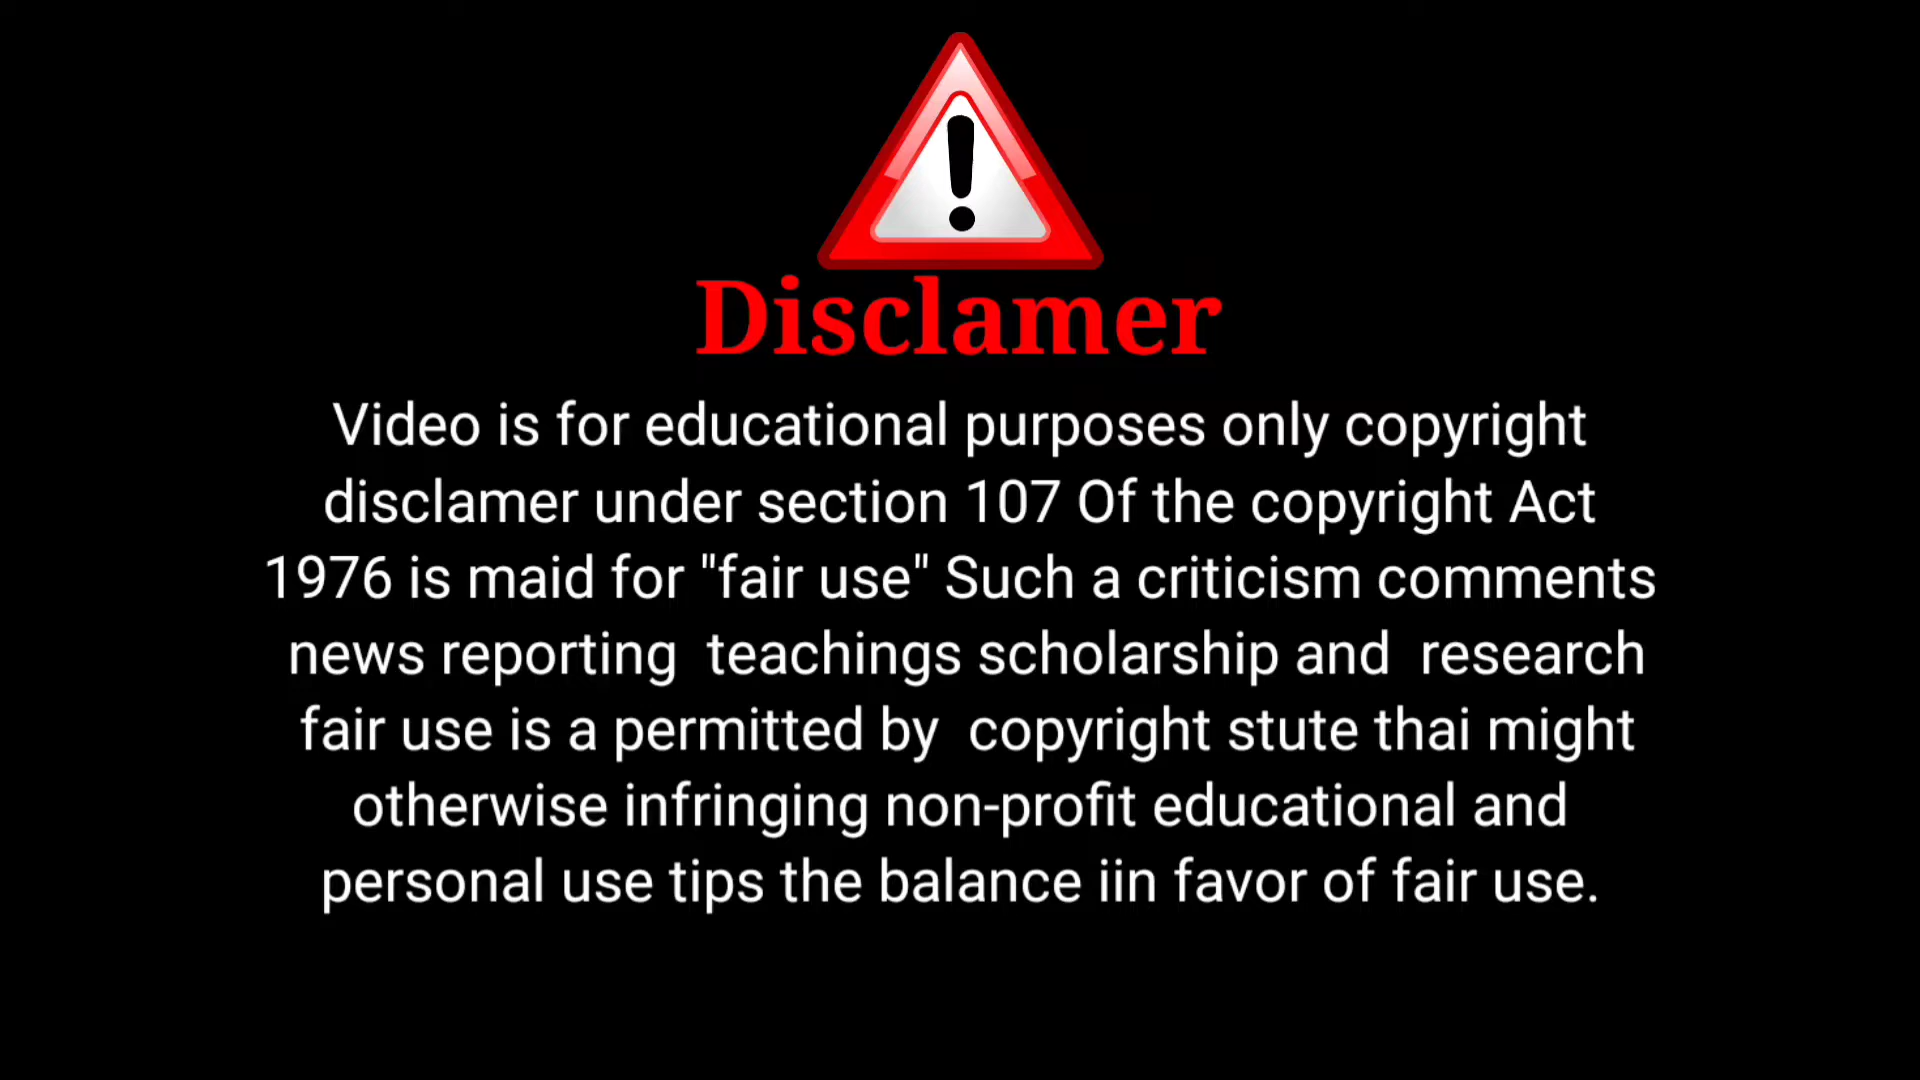 Disclamer
Video is for educational purposes only copyright
disclamer under section 107 Of the copyright Act
1976 is maid for "fair use" Such a criticism comments
news reporting  teachings scholarship and  research
fair use is a permitted by  copyright stute thai might
otherwise infringing non-profit educational and
personal use tips the balance iin favor of fair use.